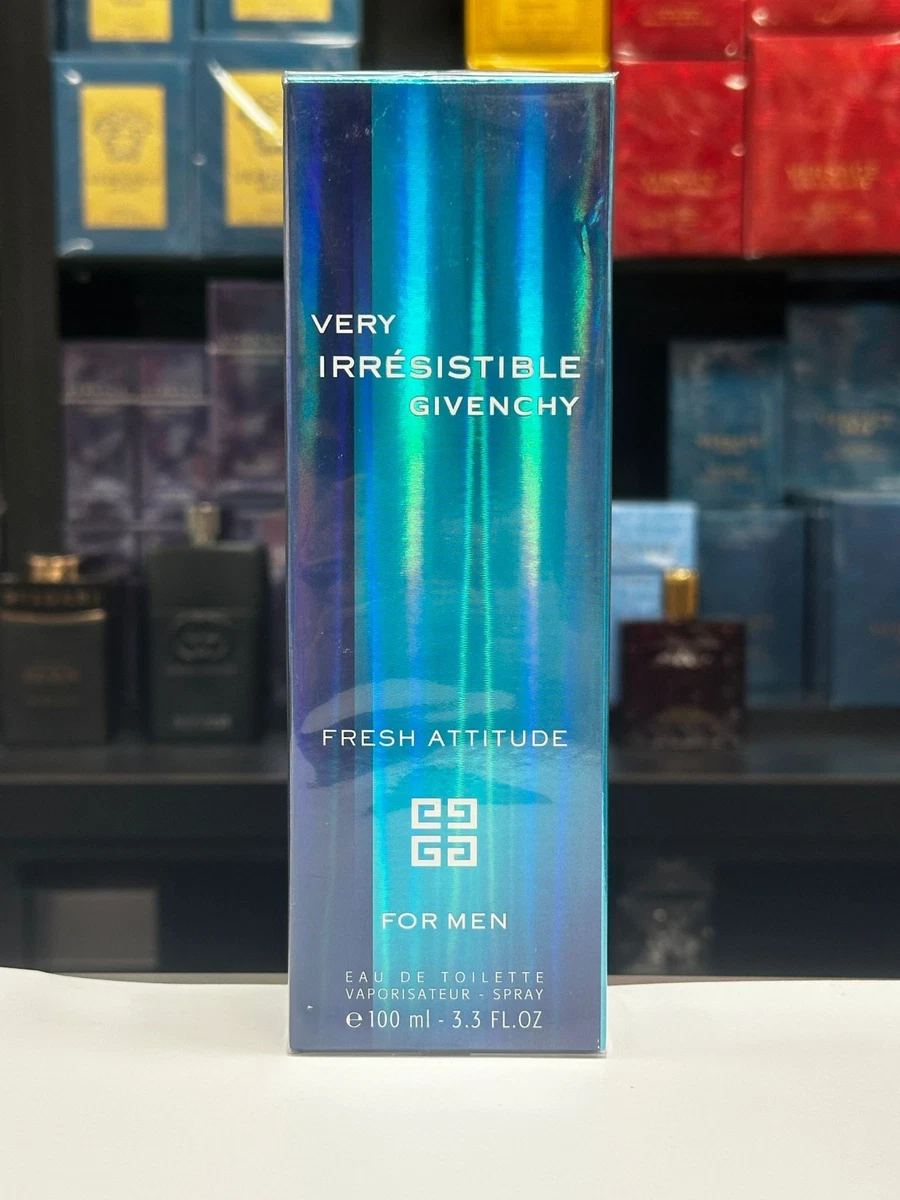 VERY
IRRÉSISTIBLE
GIVENCHY
FRESH ATTITUDE
FOR MEN
EAU DE TOILETTE
VAPORISATEUR - SPRAY
℮ 100 ml - 3.3 FL.OZ